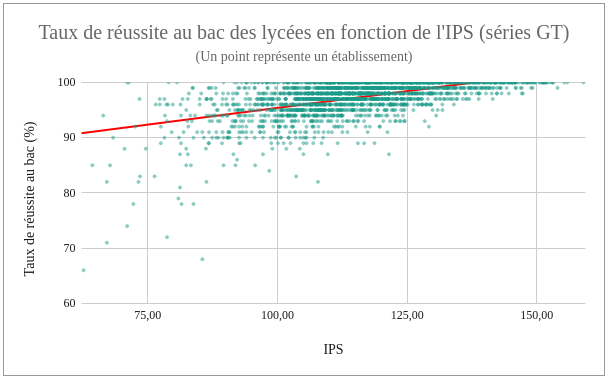 Taux de réussite au bac des lycées en fonction de l'IPS (séries GT)
(Un point représente un établissement)
Taux de réussite au bac (%)
100
90
80
70
60
75,00 100,00 125,00 150,00
IPS